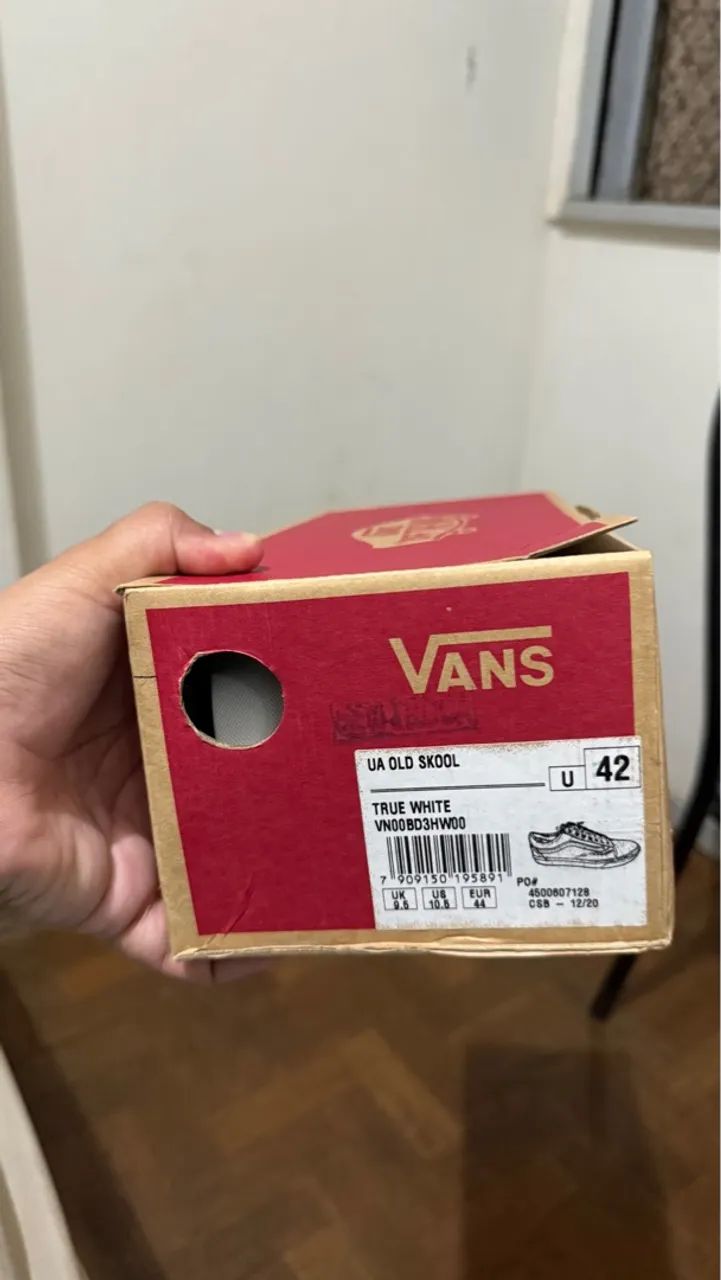 VANS
UA OLD SKOOL
U 42
TRUE WHITE
VN00BD3HW00
7 909150 195891
PO#
4500607128
CSB - 12/20
UK US EUR
9.5 10.5 44